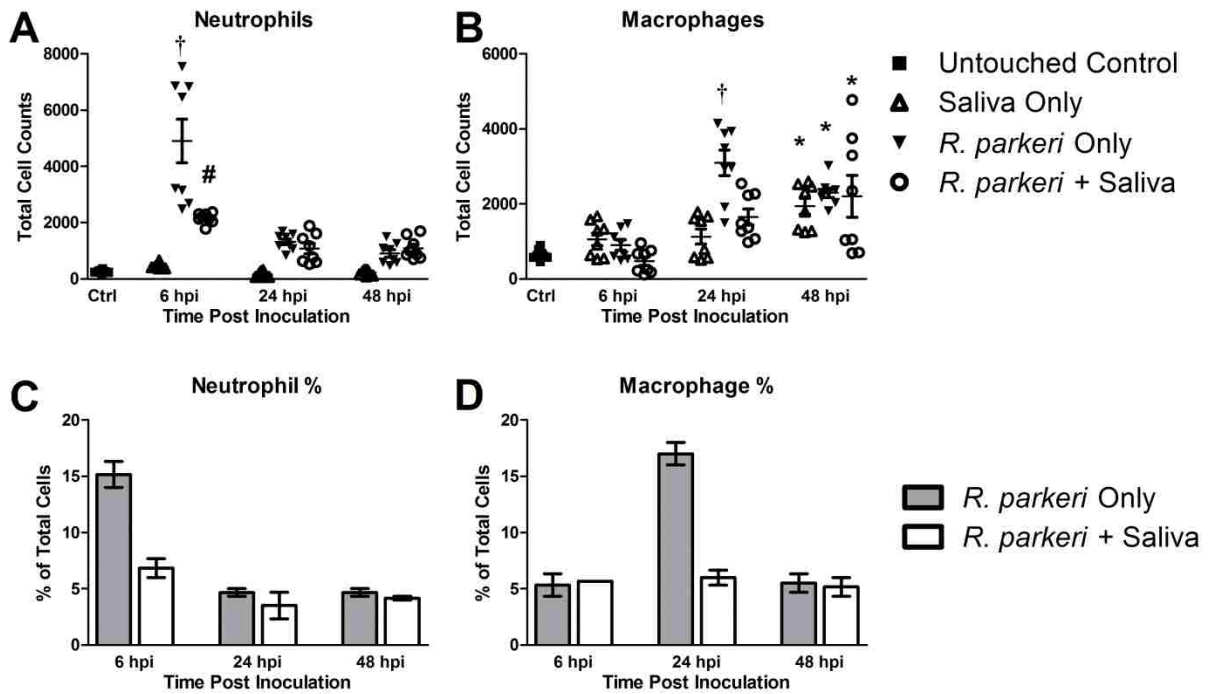 A
Neutrophils
†
#
8000
6000
4000
2000
0
Total Cell Counts
Ctrl
6 hpi
24 hpi
48 hpi
Time Post Inoculation
B
Macrophages
†
*
*
*
6000
4000
2000
0
Total Cell Counts
Ctrl
6 hpi
24 hpi
48 hpi
Time Post Inoculation
Untouched Control
Saliva Only
R. parkeri Only
R. parkeri + Saliva
C
Neutrophil %
20
15
10
5
0
% of Total Cells
6 hpi
24 hpi
48 hpi
Time Post Inoculation
D
Macrophage %
20
15
10
5
0
% of Total Cells
6 hpi
24 hpi
48 hpi
Time Post Inoculation
R. parkeri Only
R. parkeri + Saliva